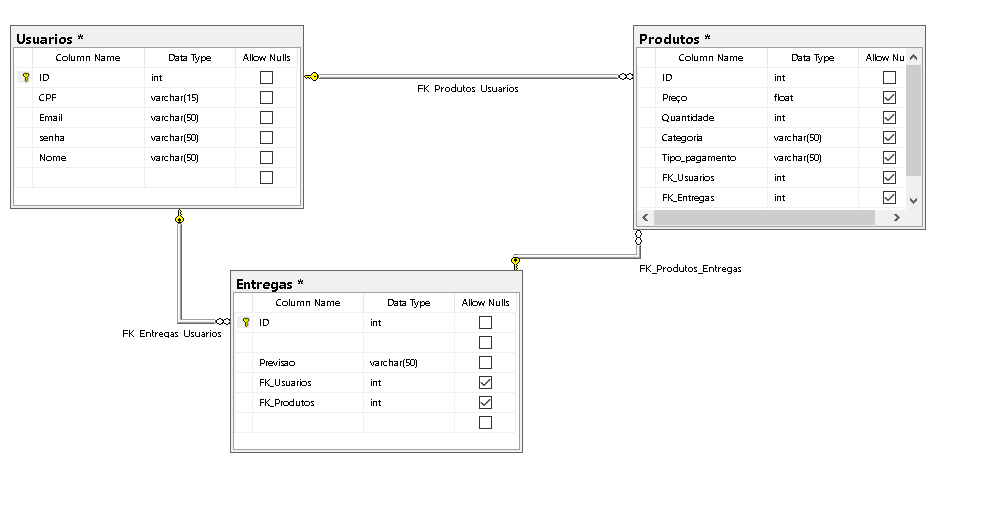 Usuarios *
Column Name Data Type Allow Nulls
ID int
CPF varchar(15)
Email varchar(50)
senha varchar(50)
Nome varchar(50)
FK_Produtos_Usuarios
Produtos *
Column Name Data Type Allow Nu
ID int
Preço float
Quantidade int
Categoria varchar(50)
Tipo_pagamento varchar(50)
FK_Usuarios int
FK_Entregas int
FK_Produtos_Entregas
FK_Entregas_Usuarios
Entregas *
Column Name Data Type Allow Nulls
ID int
Previsao varchar(50)
FK_Usuarios int
FK_Produtos int